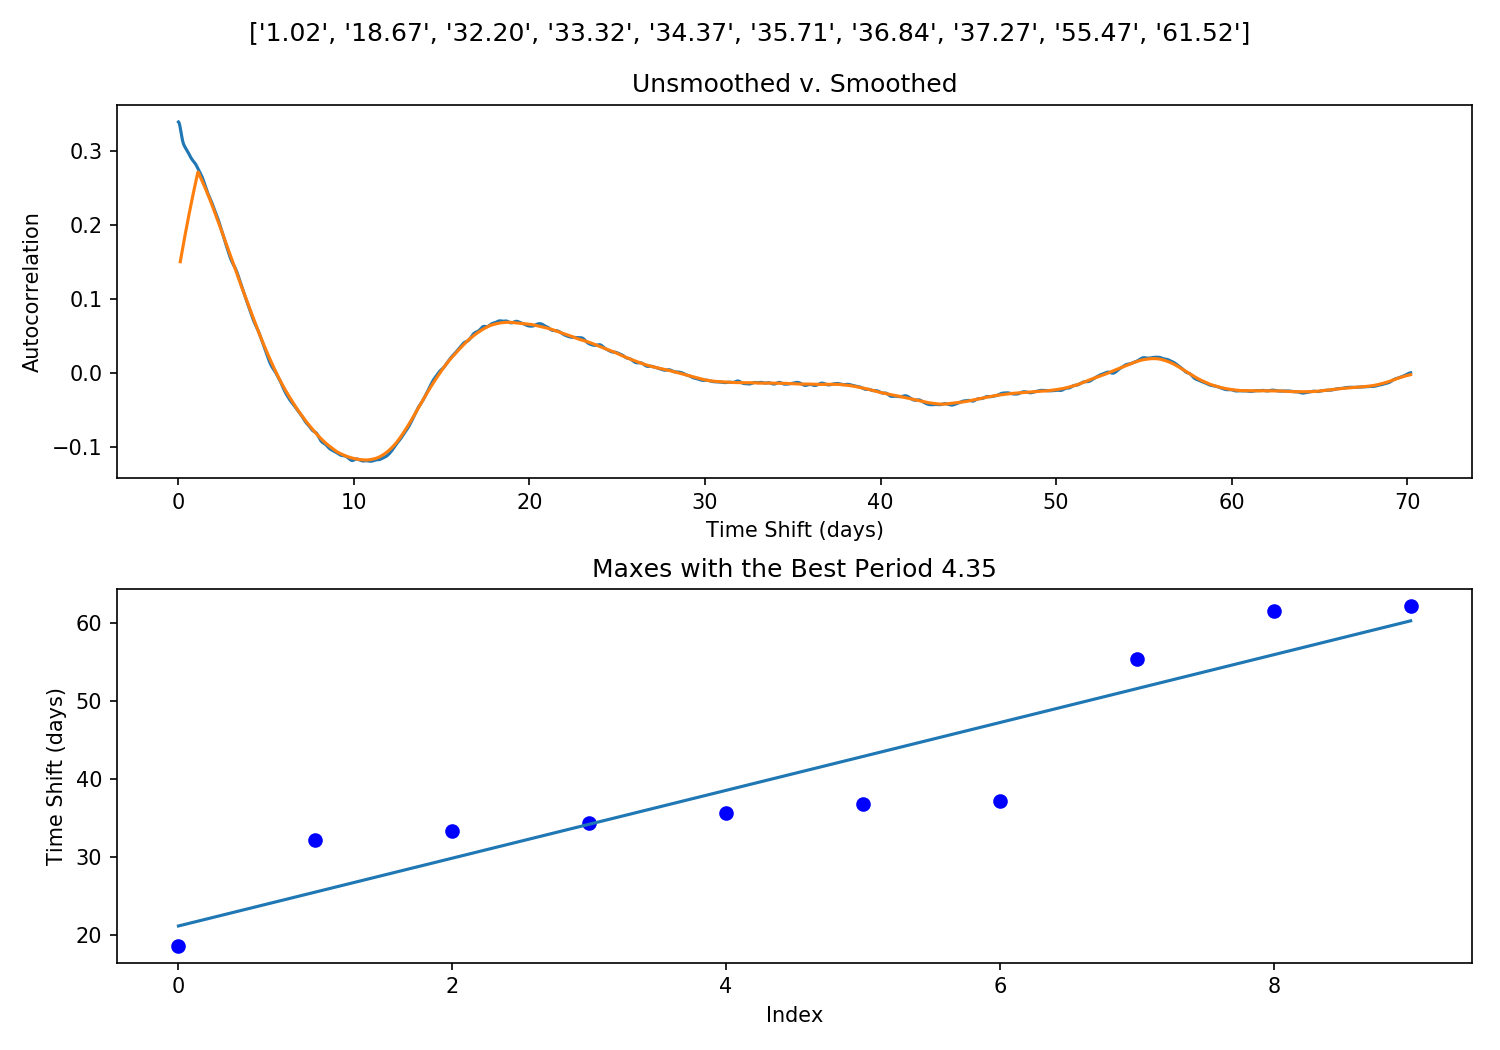 ['1.02', '18.67', '32.20', '33.32', '34.37', '35.71', '36.84', '37.27', '55.47', '61.52']
Unsmoothed v. Smoothed
Autocorrelation
0.3
0.2
0.1
0.0
−0.1
0 10 20 30 40 50 60 70
Time Shift (days)
Maxes with the Best Period 4.35
Time Shift (days)
60
50
40
30
20
0 2 4 6 8
Index